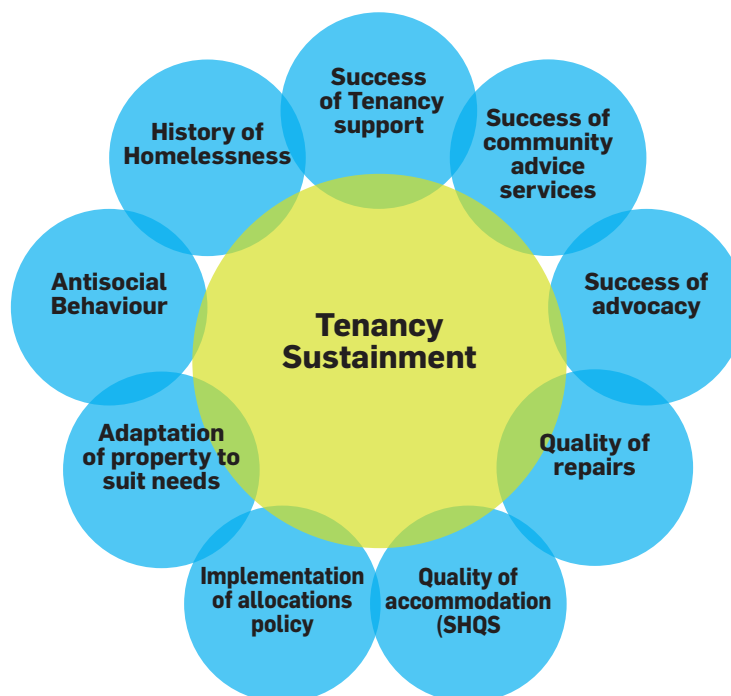 Success
of Tenancy
support
Success of
community
advice
services
Success of
advocacy
Quality of
repairs
Quality of
accommodation
(SHQS
Implementation
of allocations
policy
Adaptation
of property to
suit needs
Antisocial
Behaviour
History of
Homelessness
Tenancy
Sustainment